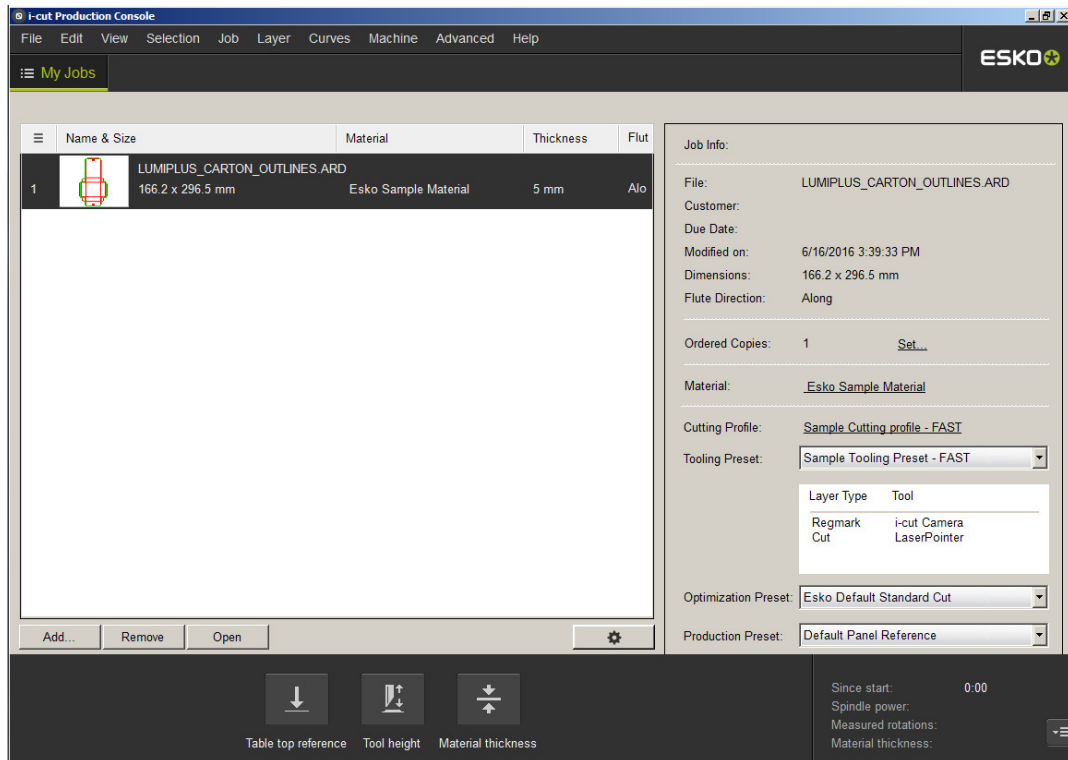 i-cut Production Console
File Edit View Selection Job Layer Curves Machine Advanced Help
ESKO
My Jobs
Name & Size Material Thickness Flut
LUMIPLUS_CARTON_OUTLINES.ARD
1 166.2 x 296.5 mm Esko Sample Material 5 mm Alo
Add... Remove Open
Job Info:
File: LUMIPLUS_CARTON_OUTLINES.ARD
Customer:
Due Date:
Modified on: 6/16/2016 3:39:33 PM
Dimensions: 166.2 x 296.5 mm
Flute Direction: Along
Ordered Copies: 1 Set...
Material: Esko Sample Material
Cutting Profile: Sample Cutting profile - FAST
Tooling Preset: Sample Tooling Preset - FAST
Layer Type Tool
Regmark i-cut Camera
Cut LaserPointer
Optimization Preset: Esko Default Standard Cut
Production Preset: Default Panel Reference
Table top reference Tool height Material thickness
Since start: 0:00
Spindle power:
Measured rotations:
Material thickness: